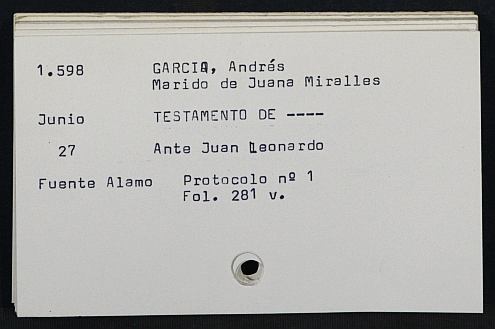 1.598 GARCIA, Andrés
Marido de Juana Miralles
Junio TESTAMENTO DE ----
27 Ante Juan Leonardo
Fuente Alamo Protocolo nº 1
Fol. 281 v.